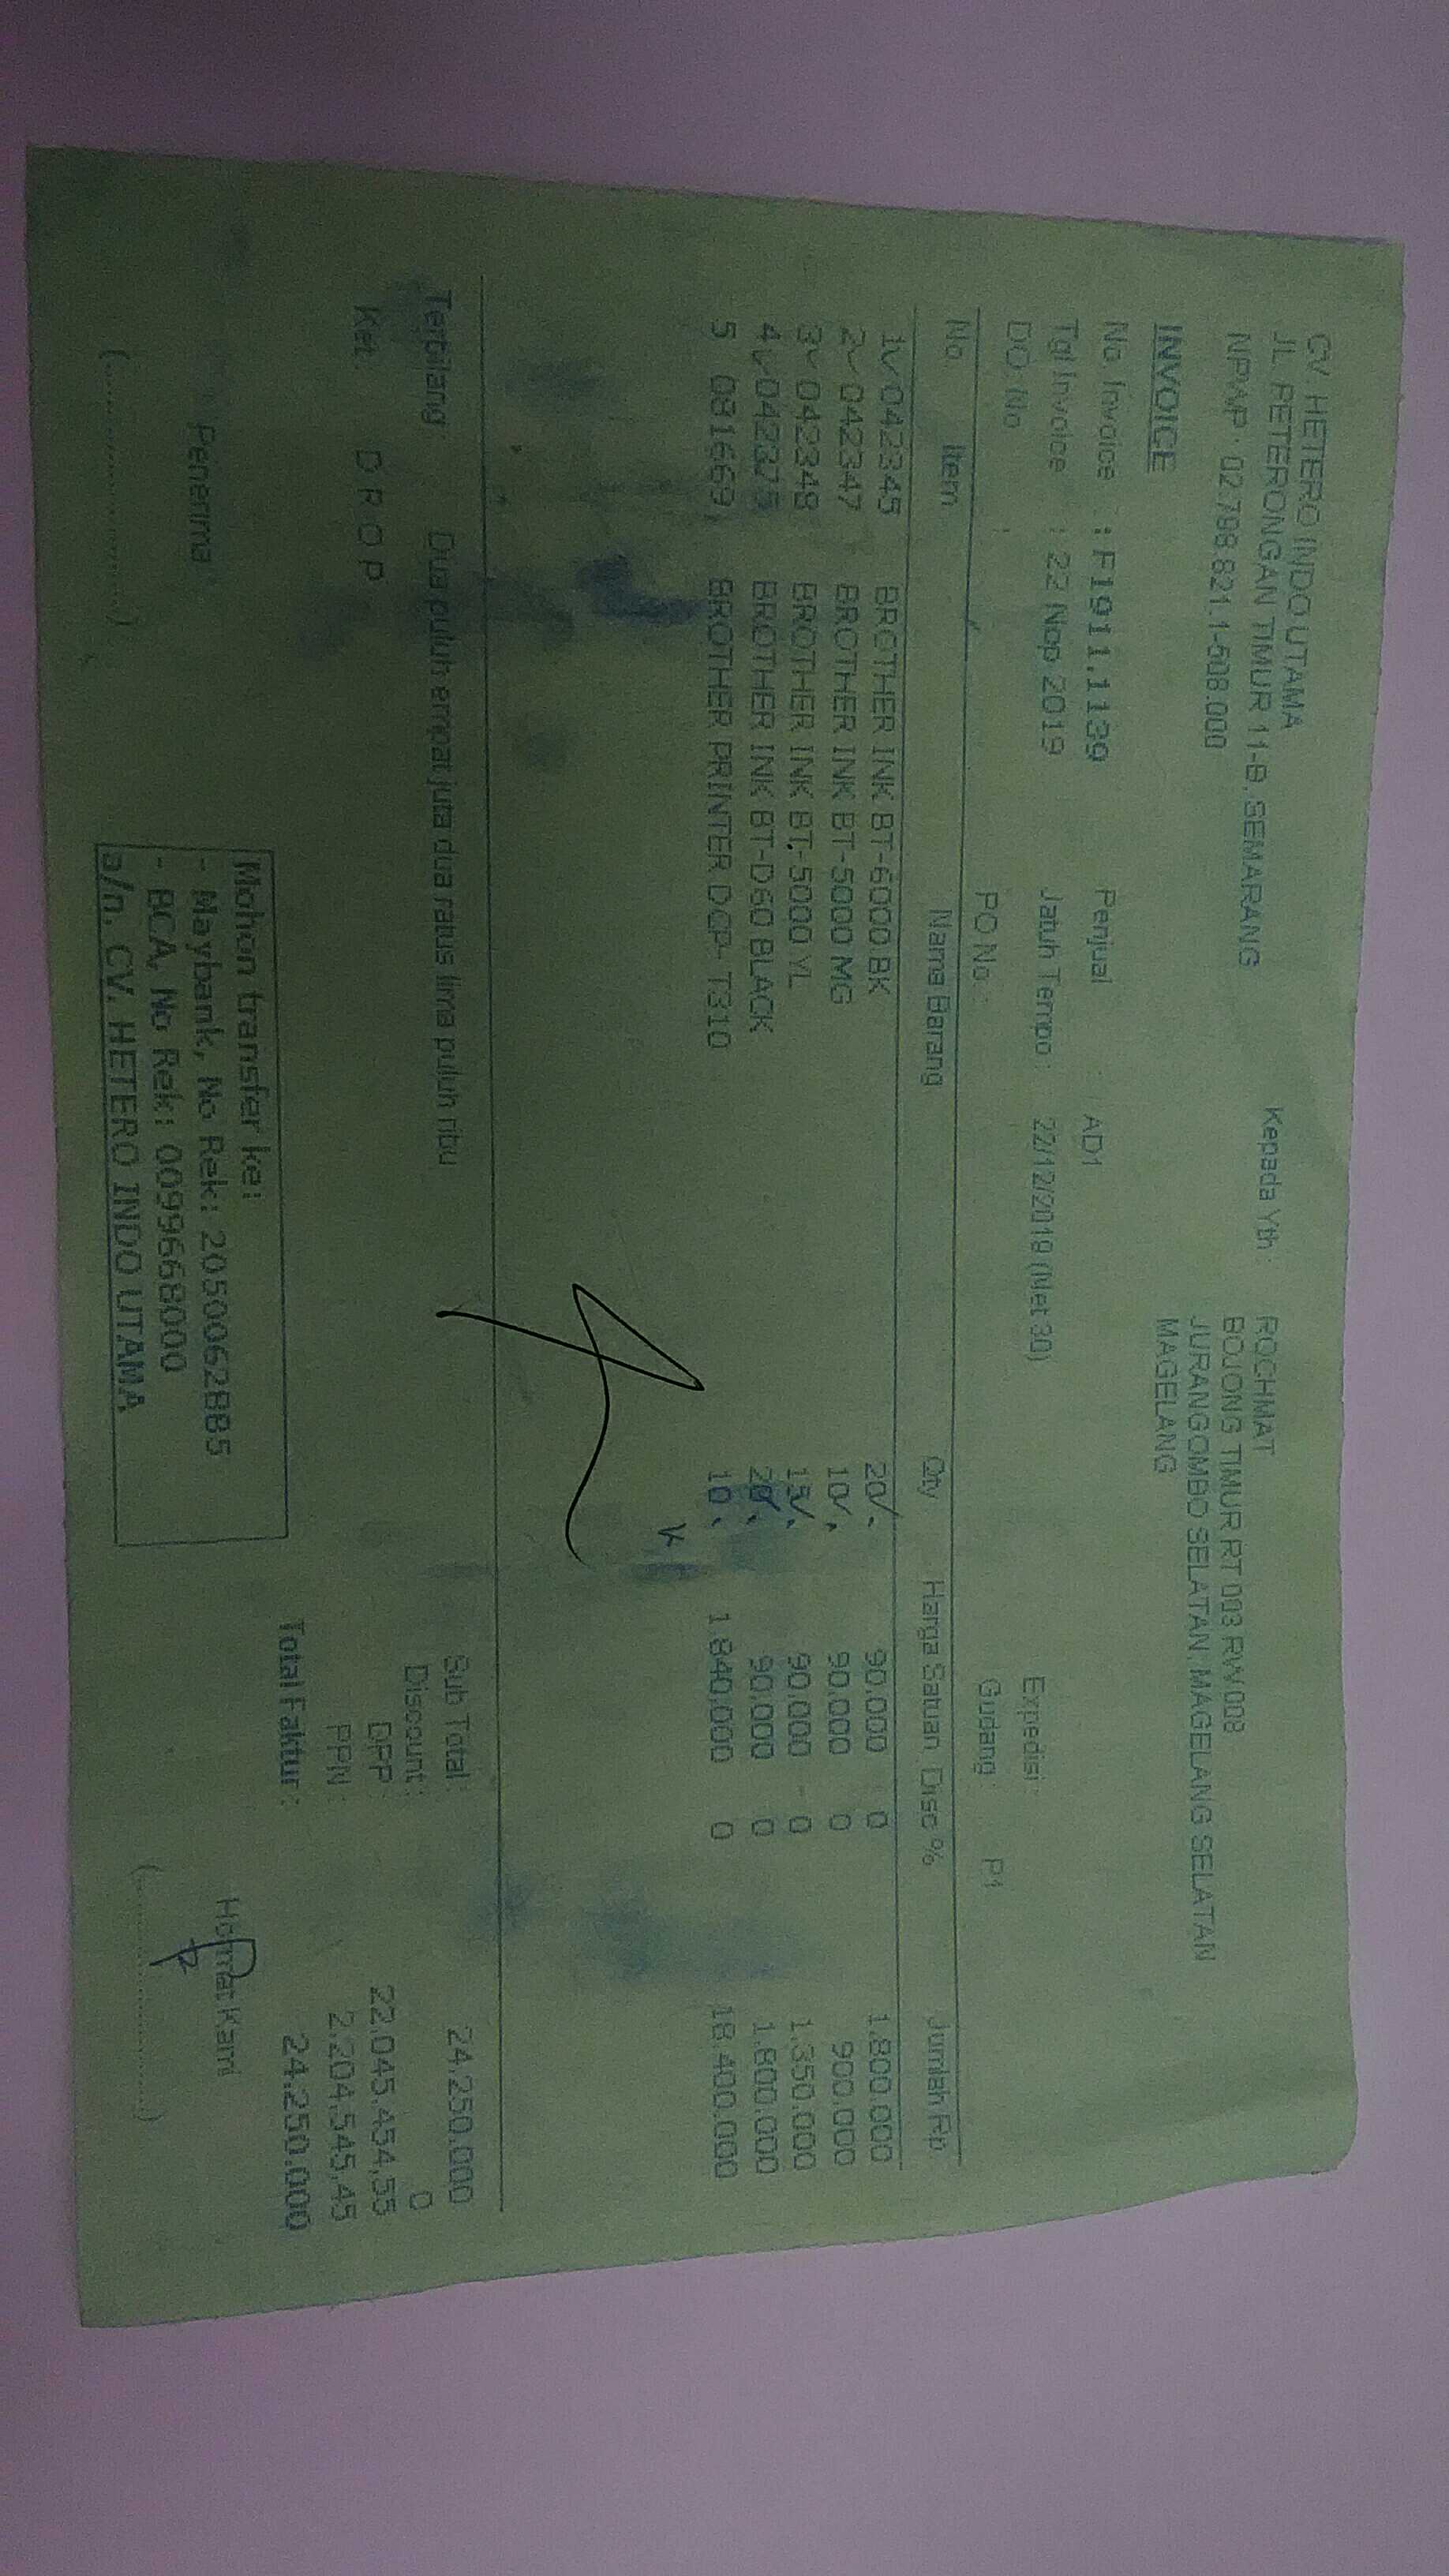 CV. HETERO INDO UTAMA
JL. PETERONGAN TIMUR 11-B, SEMARANG
NPWP : 02.798.821.1-508.000
Kepada Yth : ROCHMAT
BOJONG TIMUR RT 003 RW 008
JURANGOMBO SELATAN, MAGELANG SELATAN
MAGELANG
INVOICE
No. Invoice : F1911.1139 Penjual : AD1
Tgl Invoice : 22 Nop 2019 Jatuh Tempo : 22/12/2019 (Net 30) Expedisi :
DO. No : PO No. : Gudang : P1
No. Item Nama Barang Qty Harga Satuan Disc % Jumlah Rp.
1 042345 BROTHER INK BT-6000 BK 20 90.000 0 1.800.000
2 042347 BROTHER INK BT-5000 MG 10 90.000 0 900.000
3 042348 BROTHER INK BT-5000 YL 15 90.000 0 1.350.000
4 042375 BROTHER INK BT-D60 BLACK 20 90.000 0 1.800.000
5 081669 BROTHER PRINTER DCP- T310 10 1.840.000 0 18.400.000
Terbilang : Dua puluh empat juta dua ratus lima puluh ribu
Sub Total : 24.250.000
Discount : 0
Ket : D R O P
DPP : 22.045.454,55
PPN : 2.204.545,45
Total Faktur : 24.250.000
Penerima
(....................)
Mohon transfer ke:
- Maybank, No Rek: 2050062885
- BCA, No Rek: 0099668000
a/n. CV. HETERO INDO UTAMA
Hormat Kami
(....................)